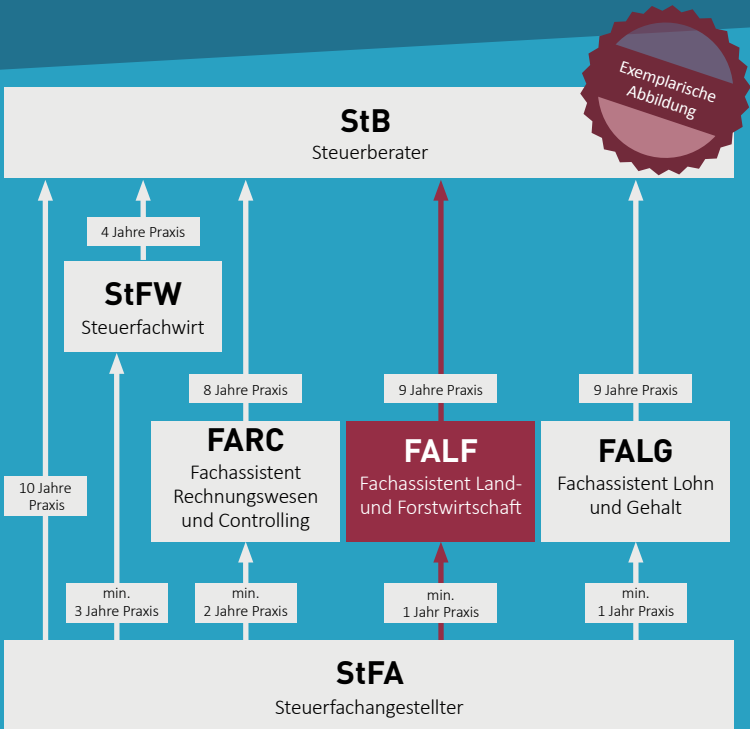 Exemplarische
Abbildung
StB
Steuerberater
4 Jahre Praxis
StFW
Steuerfachwirt
8 Jahre Praxis
9 Jahre Praxis
9 Jahre Praxis
FARC
Fachassistent
Rechnungswesen
und Controlling
FALF
Fachassistent Land-
und Forstwirtschaft
FALG
Fachassistent Lohn
und Gehalt
10 Jahre
Praxis
min.
3 Jahre Praxis
min.
2 Jahre Praxis
min.
1 Jahr Praxis
min.
1 Jahr Praxis
StFA
Steuerfachangestellter